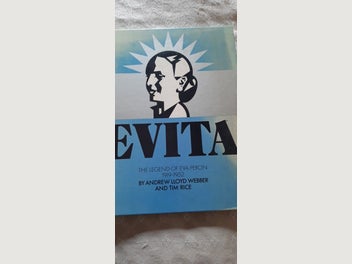 EVITA
THE LEGEND OF EVA PERON
1919-1952
BY ANDREW LLOYD WEBBER
AND TIM RICE